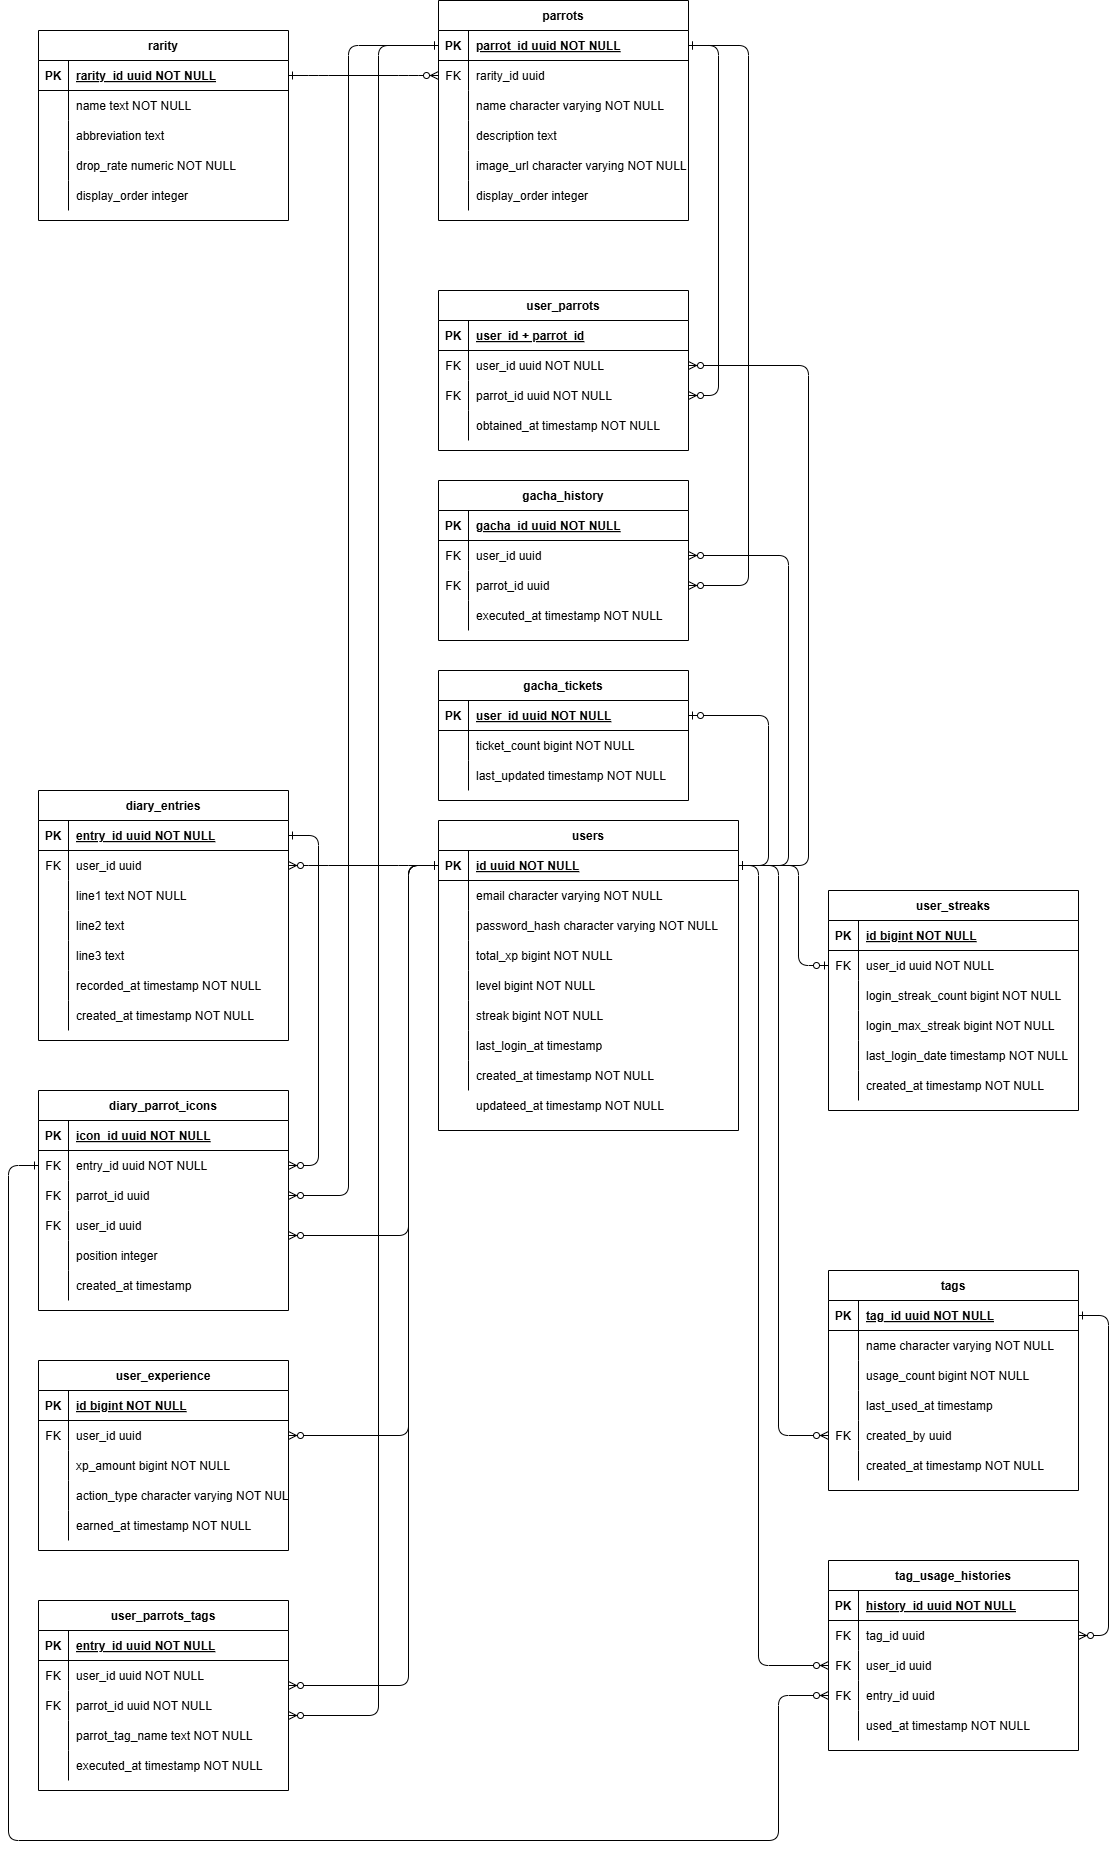 parrots
PK parrot_id uuid NOT NULL
FK rarity_id uuid
name character varying NOT NULL
description text
image_url character varying NOT NULL
display_order integer
rarity
PK rarity_id uuid NOT NULL
name text NOT NULL
abbreviation text
drop_rate numeric NOT NULL
display_order integer
user_parrots
PK user_id + parrot_id
FK user_id uuid NOT NULL
FK parrot_id uuid NOT NULL
obtained_at timestamp NOT NULL
gacha_history
PK gacha_id uuid NOT NULL
FK user_id uuid
FK parrot_id uuid
executed_at timestamp NOT NULL
gacha_tickets
PK user_id uuid NOT NULL
ticket_count bigint NOT NULL
last_updated timestamp NOT NULL
diary_entries
PK entry_id uuid NOT NULL
FK user_id uuid
line1 text NOT NULL
line2 text
line3 text
recorded_at timestamp NOT NULL
created_at timestamp NOT NULL
users
PK id uuid NOT NULL
email character varying NOT NULL
password_hash character varying NOT NULL
total_xp bigint NOT NULL
level bigint NOT NULL
streak bigint NOT NULL
last_login_at timestamp
created_at timestamp NOT NULL
updateed_at timestamp NOT NULL
user_streaks
PK id bigint NOT NULL
FK user_id uuid NOT NULL
login_streak_count bigint NOT NULL
login_max_streak bigint NOT NULL
last_login_date timestamp NOT NULL
created_at timestamp NOT NULL
diary_parrot_icons
PK icon_id uuid NOT NULL
FK entry_id uuid NOT NULL
FK parrot_id uuid
FK user_id uuid
position integer
created_at timestamp
tags
PK tag_id uuid NOT NULL
name character varying NOT NULL
usage_count bigint NOT NULL
last_used_at timestamp
FK created_by uuid
created_at timestamp NOT NULL
user_experience
PK id bigint NOT NULL
FK user_id uuid
xp_amount bigint NOT NULL
action_type character varying NOT NUL
earned_at timestamp NOT NULL
tag_usage_histories
PK history_id uuid NOT NULL
FK tag_id uuid
FK user_id uuid
FK entry_id uuid
used_at timestamp NOT NULL
user_parrots_tags
PK entry_id uuid NOT NULL
FK user_id uuid NOT NULL
FK parrot_id uuid NOT NULL
parrot_tag_name text NOT NULL
executed_at timestamp NOT NULL